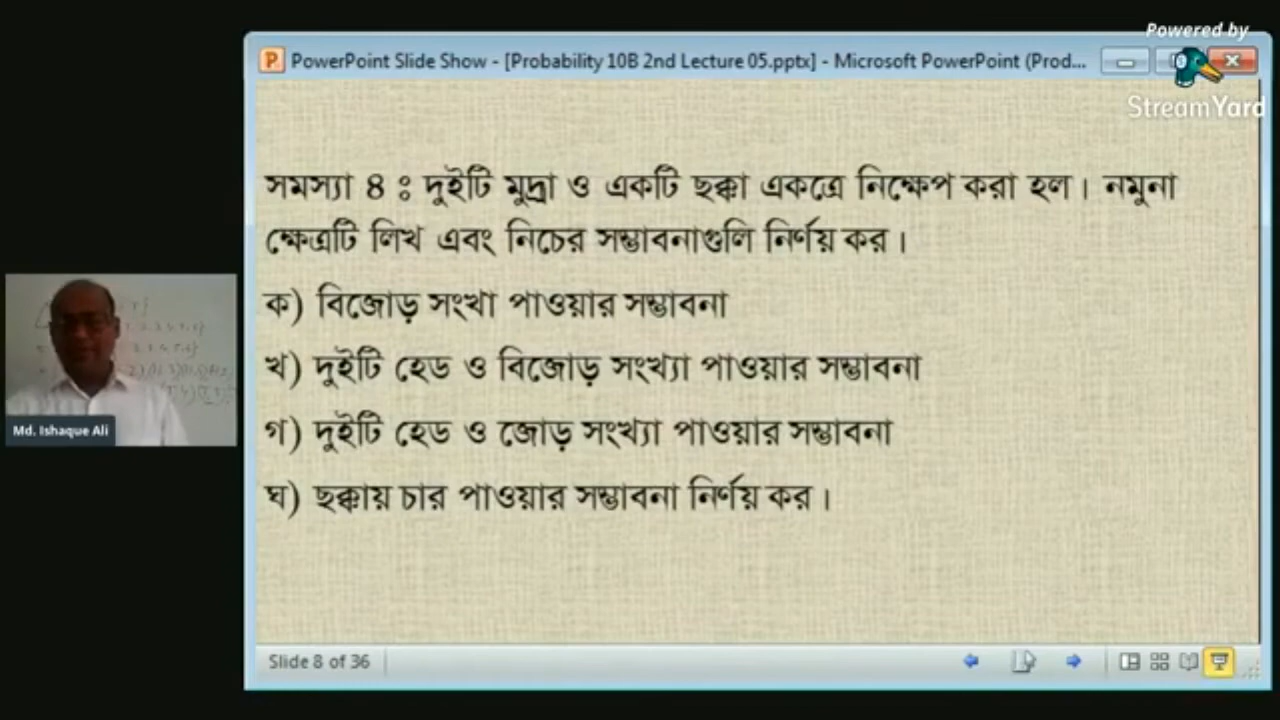 Powered by
StreamYard
PowerPoint Slide Show - [Probability 10B 2nd Lecture 05.pptx] - Microsoft PowerPoint (Prod...
সমস্যা ৪ ঃ দুইটি মুদ্রা ও একটি ছক্কা একত্রে নিক্ষেপ করা হল। নমুনা
ক্ষেত্রটি লিখ এবং নিচের সম্ভাবনাগুলি নির্ণয় কর।
ক) বিজোড় সংখা পাওয়ার সম্ভাবনা
খ) দুইটি হেড ও বিজোড় সংখ্যা পাওয়ার সম্ভাবনা
গ) দুইটি হেড ও জোড় সংখ্যা পাওয়ার সম্ভাবনা
ঘ) ছক্কায় চার পাওয়ার সম্ভাবনা নির্ণয় কর।
Md. Ishaque Ali
Slide 8 of 36